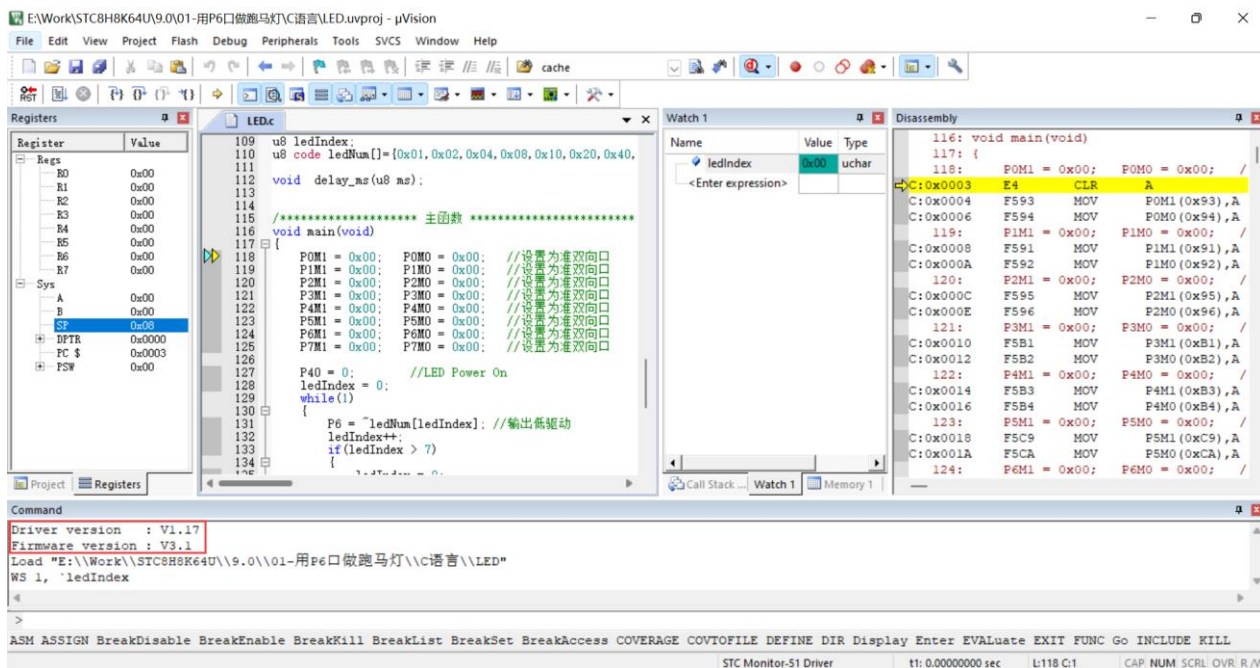 E:\Work\STC8H8K64U\9.0\01-用P6口做跑马灯\C语言\LED.uvproj - µVision
File Edit View Project Flash Debug Peripherals Tools SVCS Window Help
cache
RST
Registers
Register Value
Regs
R0 0x00
R1 0x00
R2 0x00
R3 0x00
R4 0x00
R5 0x00
R6 0x00
R7 0x00
Sys
A 0x00
B 0x00
SP 0x08
DPTR 0x0000
PC $ 0x0003
PSW 0x00
Project Registers
LED.c
109 u8 ledIndex;
110 u8 code ledNum[]={0x01,0x02,0x04,0x08,0x10,0x20,0x40,
111
112 void delay_ms(u8 ms);
113
114
115 /******************** 主函数 ************************
116 void main(void)
117 {
118 P0M1 = 0x00; P0M0 = 0x00; //设置为准双向口
119 P1M1 = 0x00; P1M0 = 0x00; //设置为准双向口
120 P2M1 = 0x00; P2M0 = 0x00; //设置为准双向口
121 P3M1 = 0x00; P3M0 = 0x00; //设置为准双向口
122 P4M1 = 0x00; P4M0 = 0x00; //设置为准双向口
123 P5M1 = 0x00; P5M0 = 0x00; //设置为准双向口
124 P6M1 = 0x00; P6M0 = 0x00; //设置为准双向口
125 P7M1 = 0x00; P7M0 = 0x00; //设置为准双向口
126
127 P40 = 0; //LED Power On
128 ledIndex = 0;
129 while(1)
130 {
131 P6 = ~ledNum[ledIndex]; //输出低驱动
132 ledIndex++;
133 if(ledIndex > 7)
134 {
Watch 1
Name Value Type
ledIndex 0x00 uchar
<Enter expression>
Call Stack ... Watch 1 Memory 1
Disassembly
116: void main(void)
117: {
118: P0M1 = 0x00; P0M0 = 0x00; /
C:0x0003 E4 CLR A
C:0x0004 F593 MOV P0M1(0x93),A
C:0x0006 F594 MOV P0M0(0x94),A
119: P1M1 = 0x00; P1M0 = 0x00; /
C:0x0008 F591 MOV P1M1(0x91),A
C:0x000A F592 MOV P1M0(0x92),A
120: P2M1 = 0x00; P2M0 = 0x00; /
C:0x000C F595 MOV P2M1(0x95),A
C:0x000E F596 MOV P2M0(0x96),A
121: P3M1 = 0x00; P3M0 = 0x00; /
C:0x0010 F5B1 MOV P3M1(0xB1),A
C:0x0012 F5B2 MOV P3M0(0xB2),A
122: P4M1 = 0x00; P4M0 = 0x00; /
C:0x0014 F5B3 MOV P4M1(0xB3),A
C:0x0016 F5B4 MOV P4M0(0xB4),A
123: P5M1 = 0x00; P5M0 = 0x00; /
C:0x0018 F5C9 MOV P5M1(0xC9),A
C:0x001A F5CA MOV P5M0(0xCA),A
124: P6M1 = 0x00; P6M0 = 0x00; /
Command
Driver version : V1.17
Firmware version : V3.1
Load "E:\\Work\\STC8H8K64U\\9.0\\01-用P6口做跑马灯\\C语言\\LED"
WS 1, `ledIndex
>
ASM ASSIGN BreakDisable BreakEnable BreakKill BreakList BreakSet BreakAccess COVERAGE COVTOFILE DEFINE DIR Display Enter EVALuate EXIT FUNC Go INCLUDE KILL
STC Monitor-51 Driver t1: 0.00000000 sec L:118 C:1 CAP NUM SCRL OVR R/